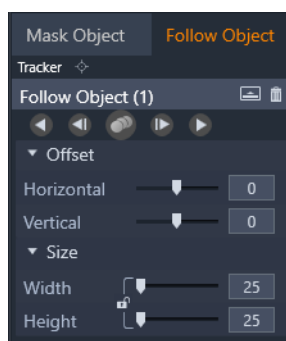 Mask Object Follow Object
Tracker
Follow Object (1)
Offset
Horizontal 0
Vertical 0
Size
Width 25
Height 25